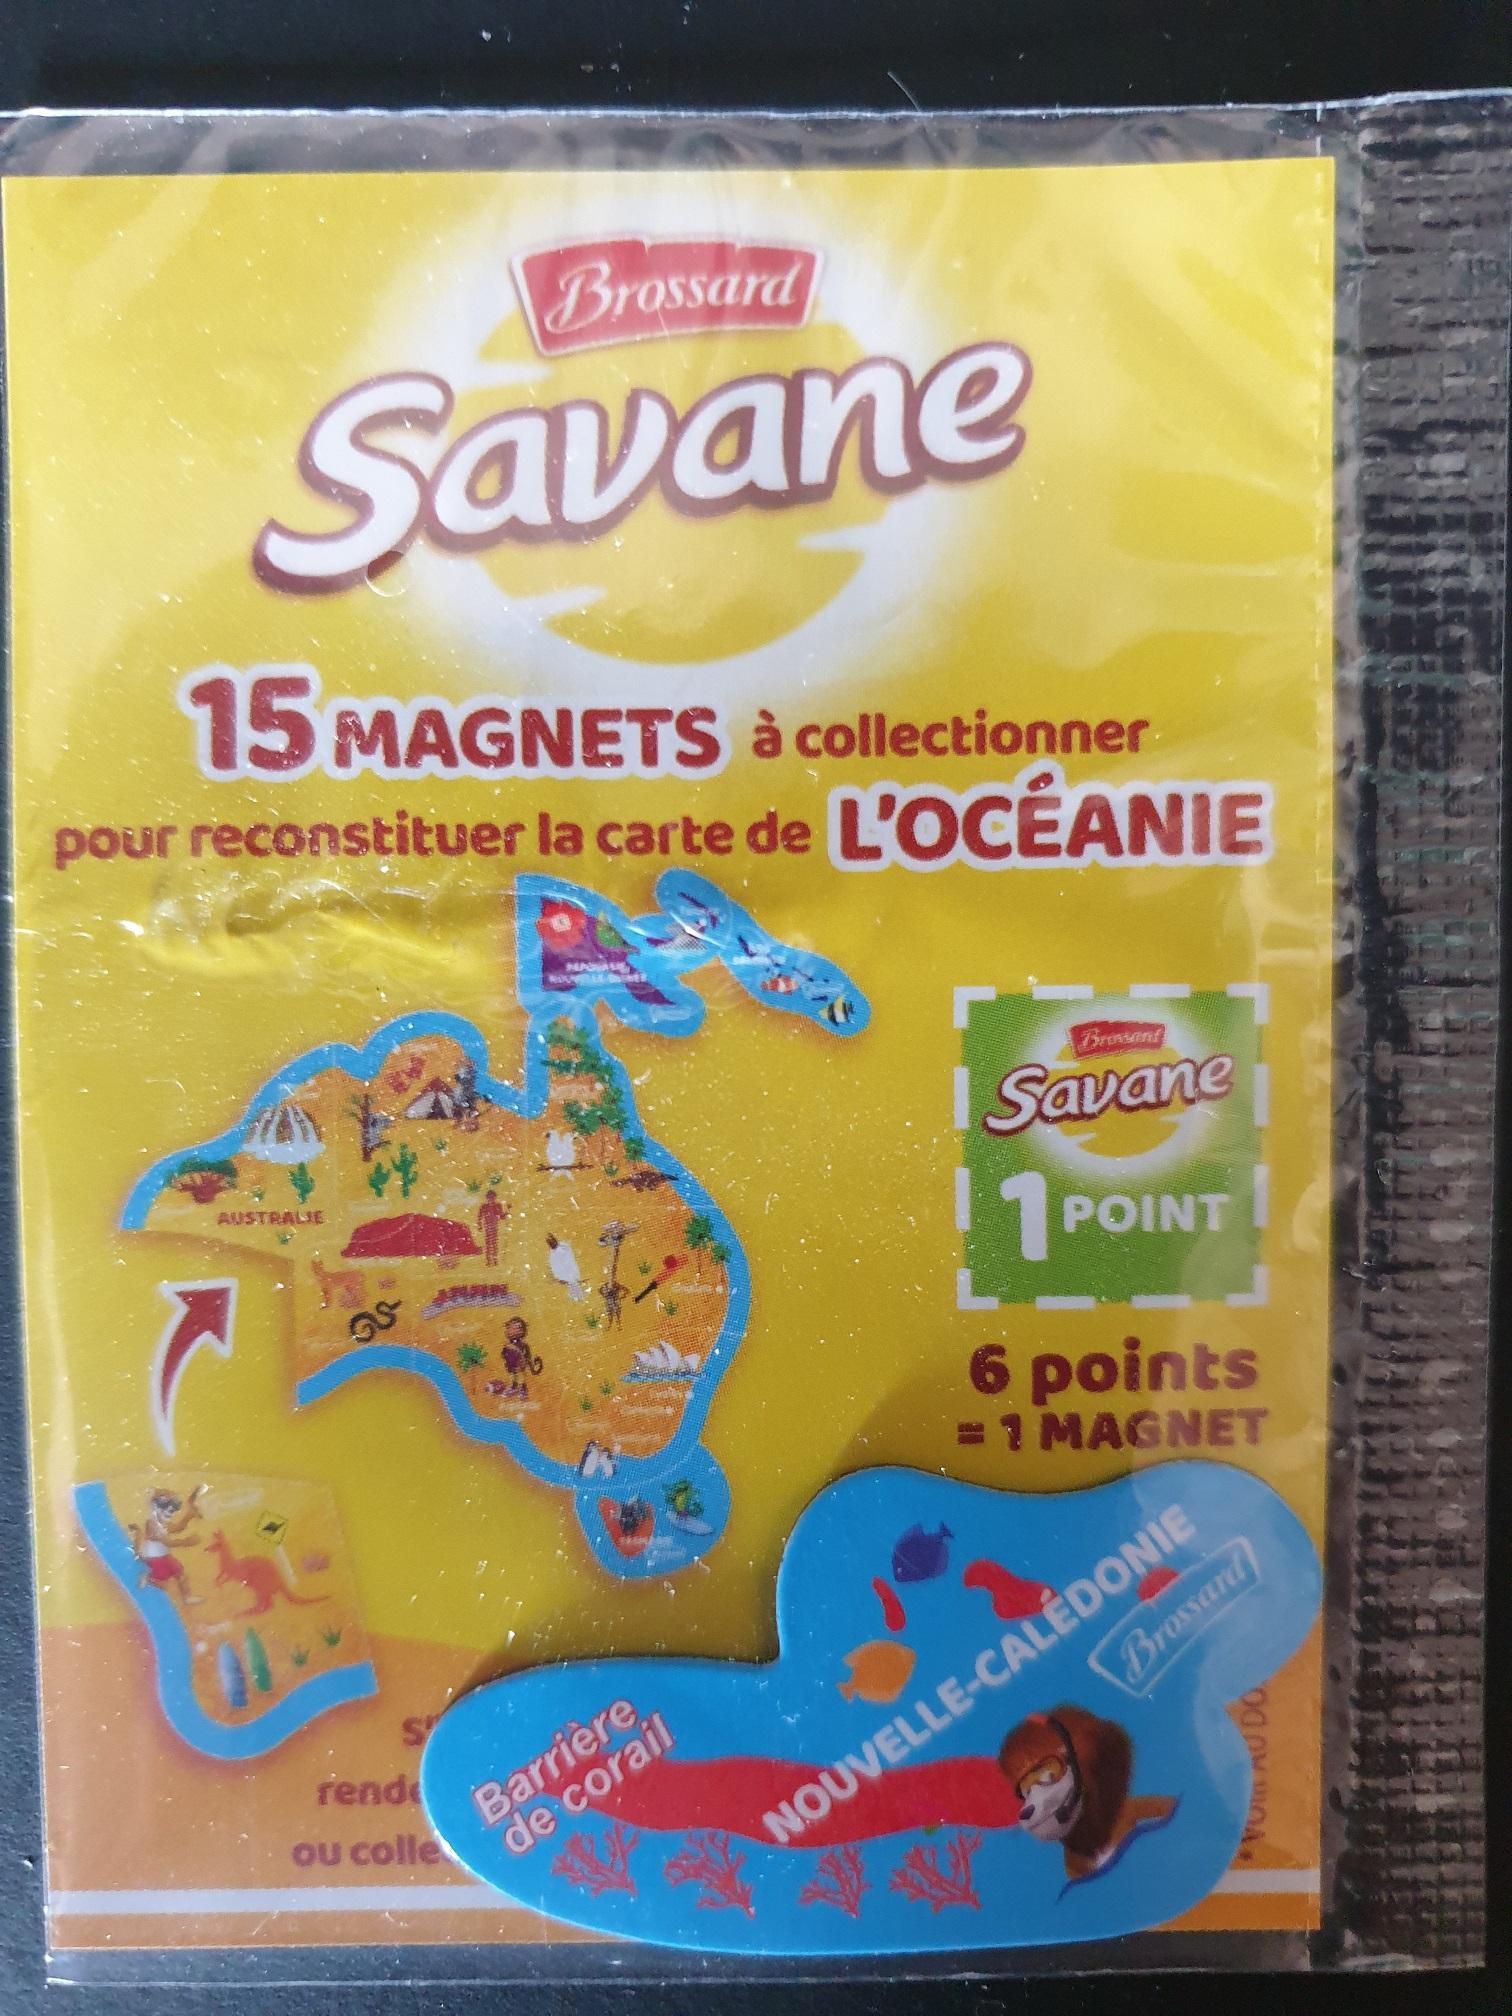 Brossard
Savane
15 MAGNETS à collectionner
pour reconstituer la carte de L'OCÉANIE
AUSTRALIE
Brossard
Savane
1 POINT
6 points
= 1 MAGNET
NOUVELLE-CALÉDONIE
Brossard
Barrière
de corail
ou